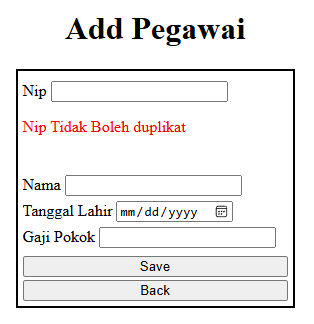 Add Pegawai
Nip
Nip Tidak Boleh duplikat
Nama
Tanggal Lahir mm/dd/yyyy
Gaji Pokok
Save
Back